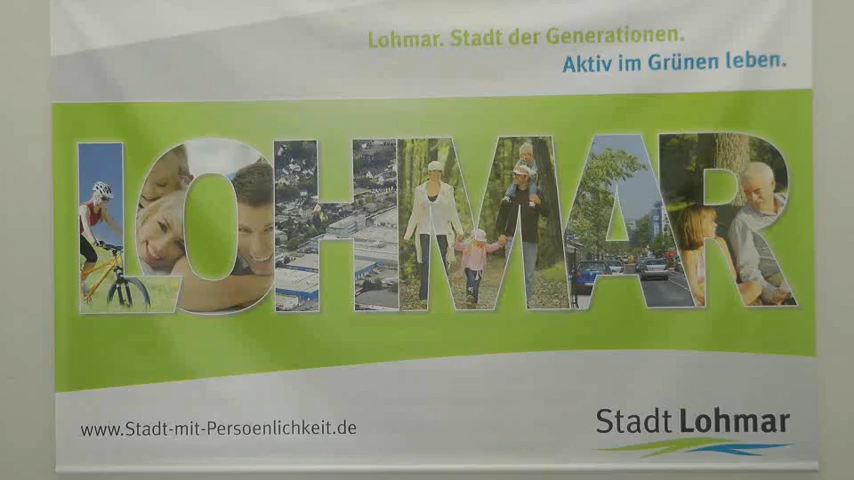 Lohmar. Stadt der Generationen.
Aktiv im Grünen leben.
LOHMAR
www.Stadt-mit-Persoenlichkeit.de
Stadt Lohmar